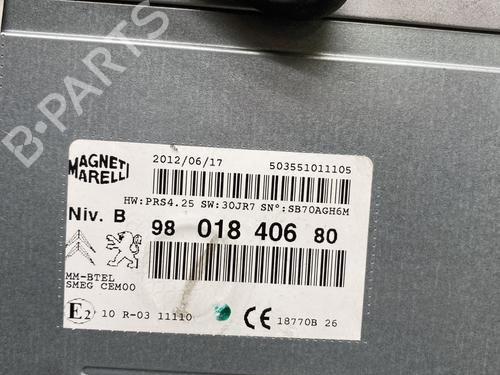 B-PARTS
MAGNETI MARELLI
2012/06/17 503551011105
HW:PRS4.25 SW:30JR7 SNº:SB70AGH6M
Niv. B 98 018 406 80
MM-BTEL
SMEG CEM00
E2 10 R-03 11110 CE 18770B 26